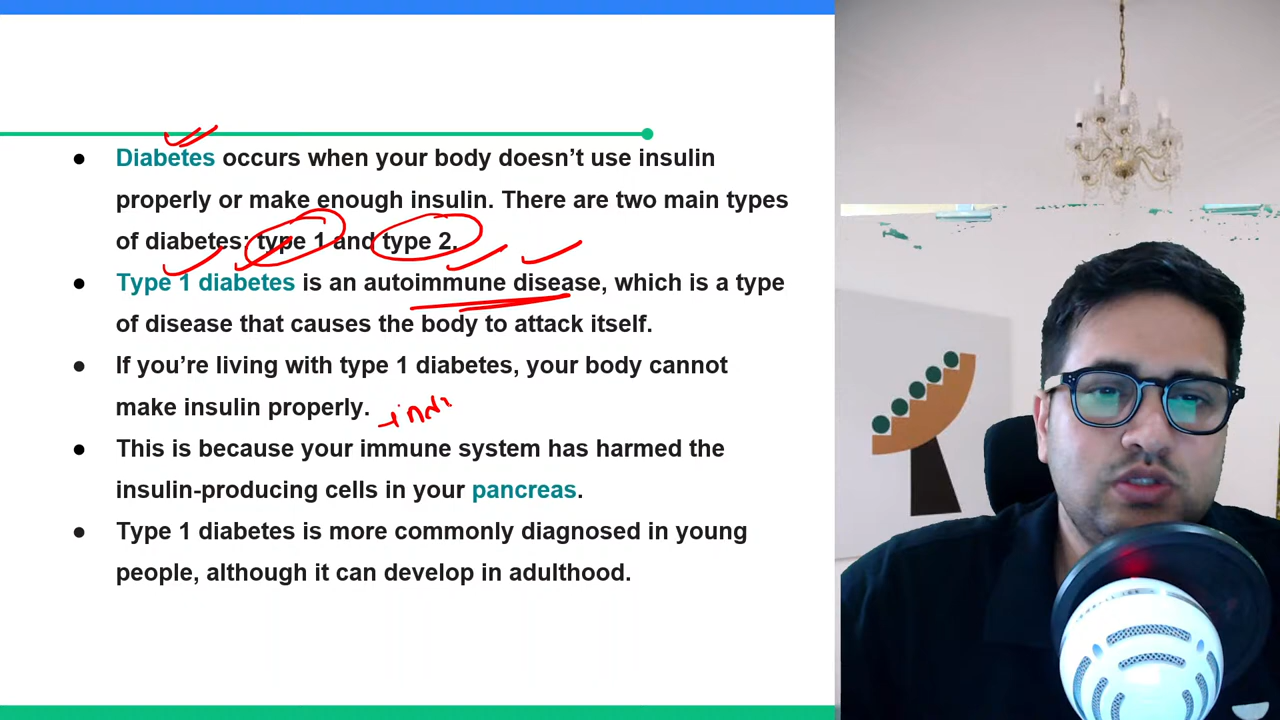 ● Diabetes occurs when your body doesn’t use insulin
properly or make enough insulin. There are two main types
of diabetes: type 1 and type 2.
● Type 1 diabetes is an autoimmune disease, which is a type
of disease that causes the body to attack itself.
● If you’re living with type 1 diabetes, your body cannot
make insulin properly.
● This is because your immune system has harmed the
insulin-producing cells in your pancreas.
● Type 1 diabetes is more commonly diagnosed in young
people, although it can develop in adulthood.